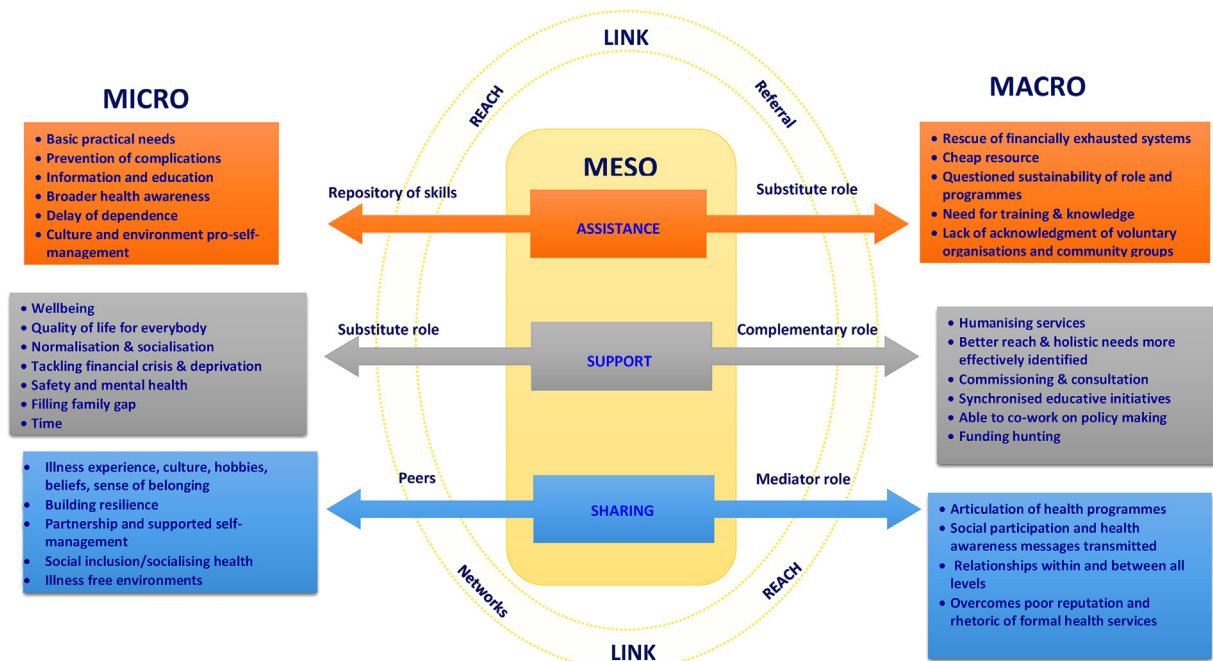 LINK
REACH
Referral
MICRO
• Basic practical needs
• Prevention of complications
• Information and education
• Broader health awareness
• Delay of dependence
• Culture and environment pro-self-
management
• Wellbeing
• Quality of life for everybody
• Normalisation & socialisation
• Tackling financial crisis & deprivation
• Safety and mental health
• Filling family gap
• Time
• Illness experience, culture, hobbies,
beliefs, sense of belonging
• Building resilience
• Partnership and supported self-
management
• Social inclusion/socialising health
• Illness free environments
MESO
Repository of skills
ASSISTANCE
Substitute role
Substitute role
SUPPORT
Complementary role
Peers
SHARING
Mediator role
MACRO
• Rescue of financially exhausted systems
• Cheap resource
• Questioned sustainability of role and
programmes
• Need for training & knowledge
• Lack of acknowledgment of voluntary
organisations and community groups
• Humanising services
• Better reach & holistic needs more
effectively identified
• Commissioning & consultation
• Synchronised educative initiatives
• Able to co-work on policy making
• Funding hunting
• Articulation of health programmes
• Social participation and health
awareness messages transmitted
• Relationships within and between all
levels
• Overcomes poor reputation and
rhetoric of formal health services
Networks
REACH
LINK